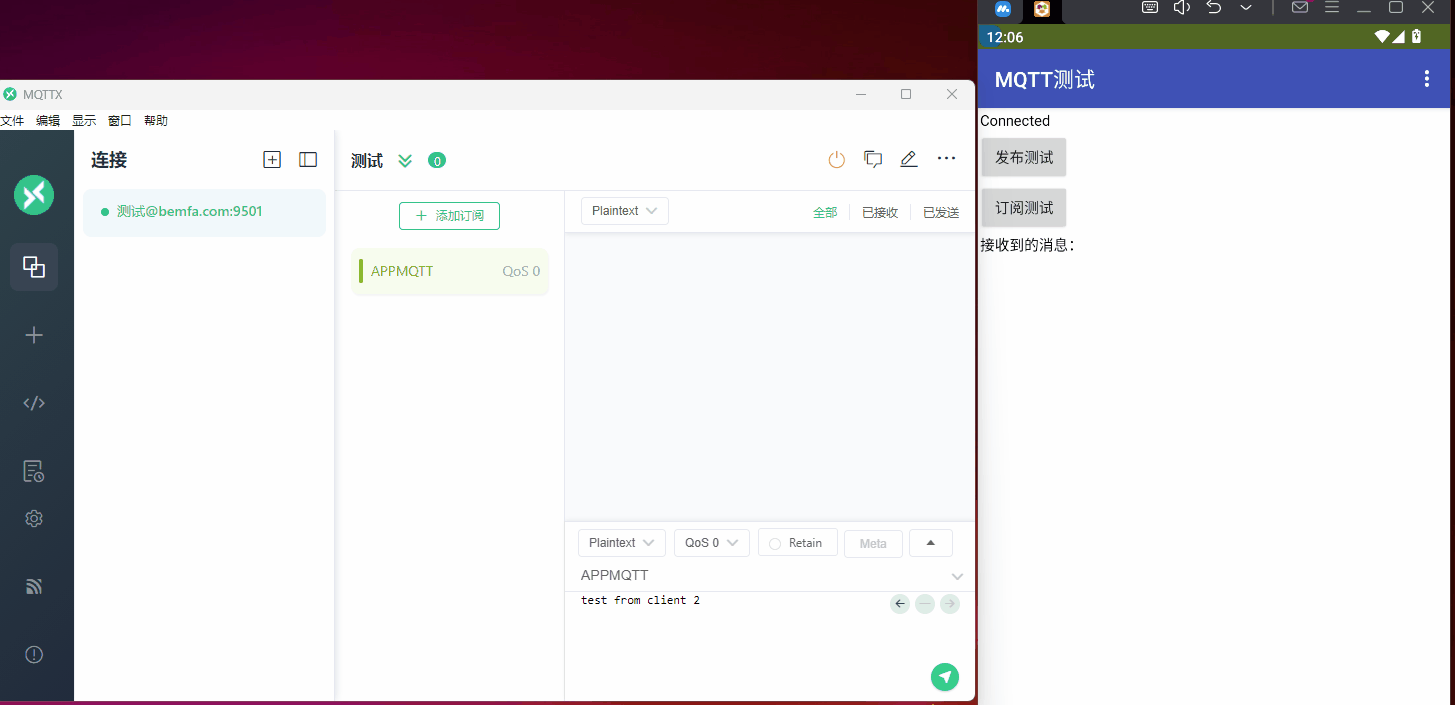 12:06
MQTT测试
Connected
发布测试
订阅测试
接收到的消息：
MQTTX
文件 编辑 显示 窗口 帮助
连接
测试@bemfa.com:9501
测试 0
添加订阅
APPMQTT QoS 0
Plaintext 全部 已接收 已发送
Plaintext QoS 0 Retain Meta
APPMQTT
test from client 2